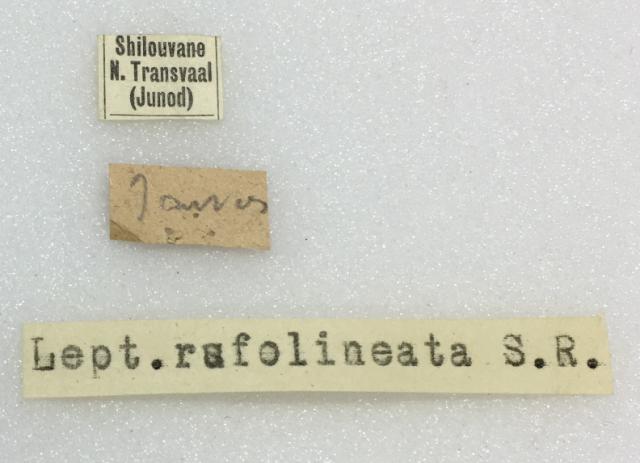 Shilouvane
N. Transvaal
(Junod)
Lept.rufolineata S.R.